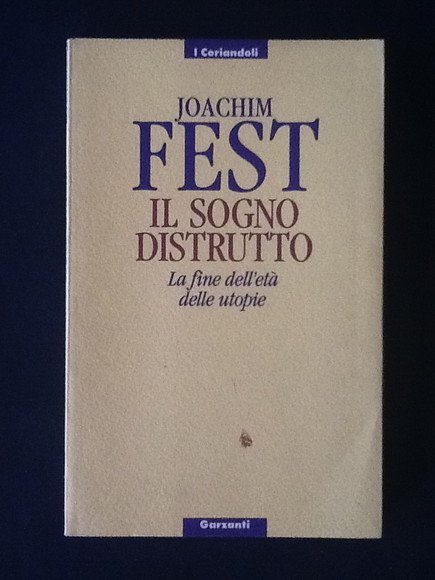 I Coriandoli
JOACHIM
FEST
IL SOGNO
DISTRUTTO
La fine dell'età
delle utopie
Garzanti